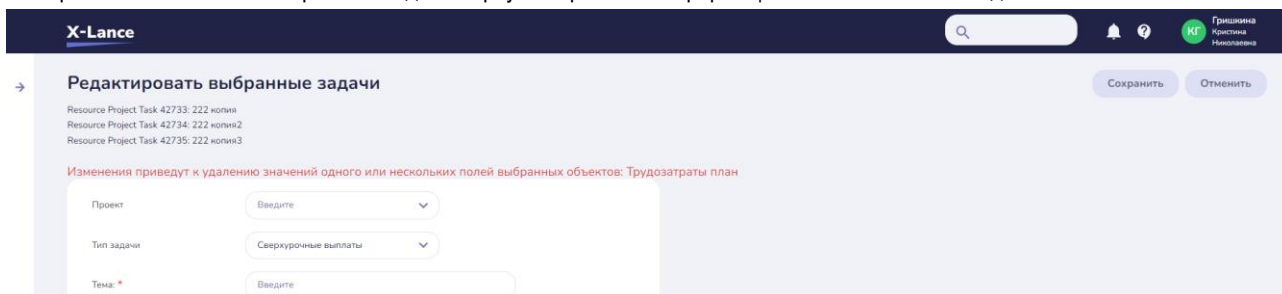 X-Lance
КГ
Гришкина
Кристина
Николаевна
Редактировать выбранные задачи
Сохранить
Отменить
Resource Project Task 42733: 222 копия
Resource Project Task 42734: 222 копия2
Resource Project Task 42735: 222 копия3
Изменения приведут к удалению значений одного или нескольких полей выбранных объектов: Трудозатраты план
Проект
Введите
Тип задачи
Сверхурочные выплаты
Тема: *
Введите